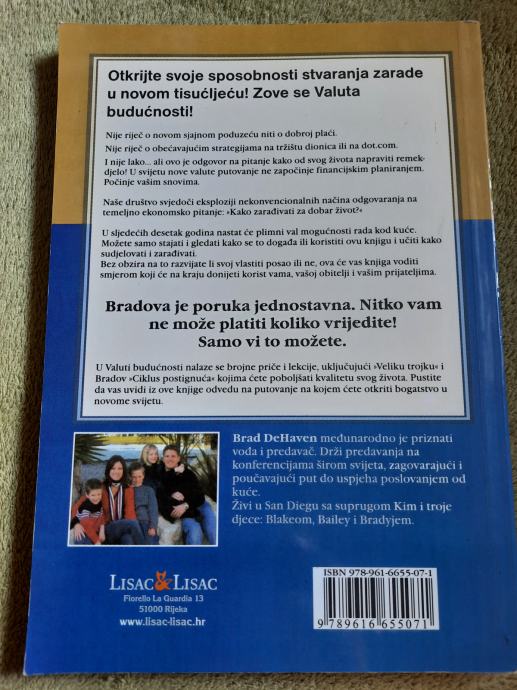 Otkrijte svoje sposobnosti stvaranja zarade
u novom tisućljeću! Zove se Valuta
budućnosti!
Nije riječ o novom sjajnom poduzeću niti o dobroj plaći.
Nije riječ o obećavajućim strategijama na tržištu dionica ili na dot.com.
I nije lako... ali ovo je odgovor na pitanje kako od svog života napraviti remek-
djelo! U svijetu nove valute putovanje ne započinje financijskim planiranjem.
Počinje vašim snovima.
Naše društvo svjedoči eksploziji nekonvencionalnih načina odgovaranja na
temeljno ekonomsko pitanje: »Kako zarađivati za dobar život?«
U sljedećih desetak godina nastat će plimni val mogućnosti rada kod kuće.
Možete samo stajati i gledati kako se to događa ili koristiti ovu knjigu i učiti kako
sudjelovati i zarađivati.
Bez obzira na to razvijate li svoj vlastiti posao ili ne, ova će vas knjiga voditi
smjerom koji će na kraju donijeti korist vama, vašoj obitelji i vašim prijateljima.
Bradova je poruka jednostavna. Nitko vam
ne može platiti koliko vrijedite!
Samo vi to možete.
U Valuti budućnosti nalaze se brojne priče i lekcije, uključujući »Veliku trojku« i
Bradov »Ciklus postignuća« kojima ćete poboljšati kvalitetu svog života. Pustite
da vas uvidi iz ove knjige odvedu na putovanje na kojem ćete otkriti bogatstvo u
novome svijetu.
Brad DeHaven međunarodno je priznati
vođa i predavač. Drži predavanja na
konferencijama širom svijeta, zagovarajući i
poučavajući put do uspjeha poslovanjem od
kuće.
Živi u San Diegu sa suprugom Kim i troje
djece: Blakeom, Bailey i Bradyjem.
LISAC & LISAC
Fiorello La Guardia 13
51000 Rijeka
www.lisac-lisac.hr
ISBN 978-961-6655-07-1
9 789616 655071